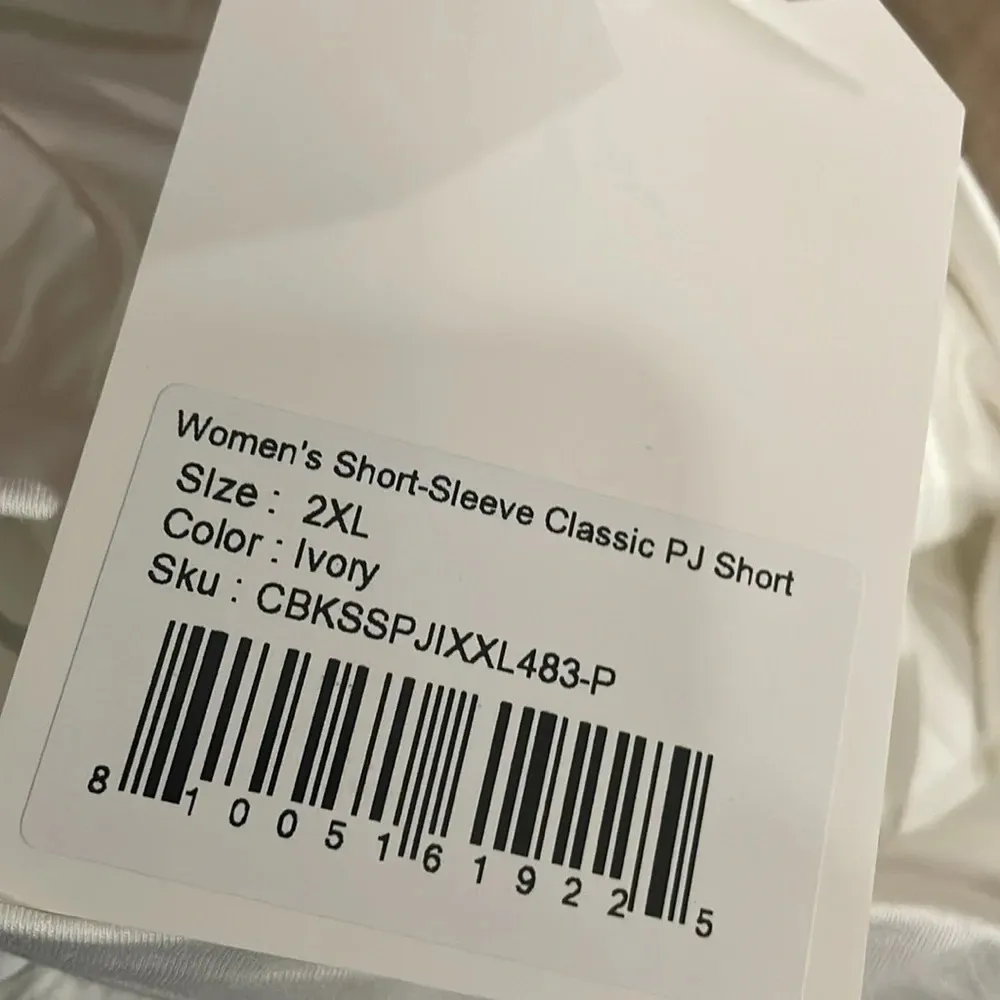 Women's Short-Sleeve Classic PJ Short
SIze : 2XL
Color : Ivory
Sku : CBKSSPJIXXL483-P
8 10051 61922 5